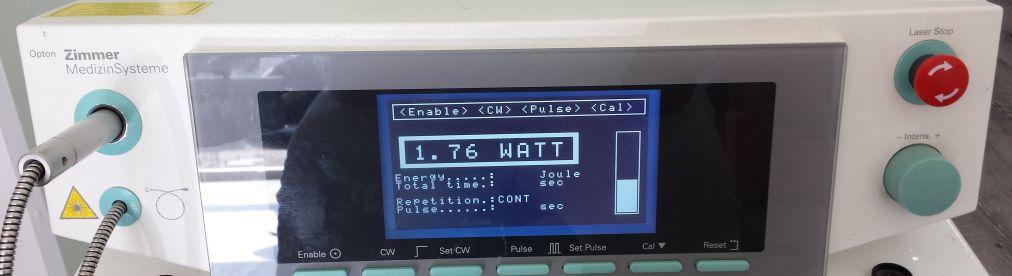 Opton Zimmer
MedizinSysteme
Laser Stop
- Intens. +
<Enable> <CW> <Pulse> <Cal>
1.76 WATT
Energy.....: Joule
Total time.: sec
Repetition.:CONT
Pulse......: sec
Enable CW Set CW Pulse Set Pulse Cal ▼ Reset